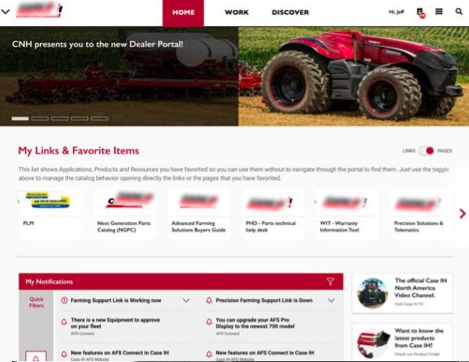 HOME
WORK
DISCOVER
Hi, Jeff
CNH presents you to the new Dealer Portal!
My Links & Favorite Items
LINKS
PAGES
This list shows Applications, Products and Resources you have favorited so you can use them without to navigate through the portal to find them. Just use the toggle
above to manage the catalog behavior opening directly the links or the pages that you have favorited.
PLM
Next Generation Parts
Catalog (NGPC)
Advanced Farming
Solutions Buyers Guide
PHD - Parts technical
help desk
WIT - Warranty
Information Tool
Precision Solutions &
Telematics
My Notifications
Quick
Filters
Farming Support Link is Working now
Precision Farming Support Link is Down
There is a new Equipment to approve
on your fleet
AFS Connect
You can upgrade your AFS Pro
Display to the newest 700 model
AFS Connect
New features on AFS Connect in Case IH
Case IH AFS Website
New features on AFS Connect in Case IH
Case IH AFS Website
The official Case IH
North America
Video Channel.
Visit Case IH TV
Want to know the
latest products
from Case IH?
Check our Product Finder